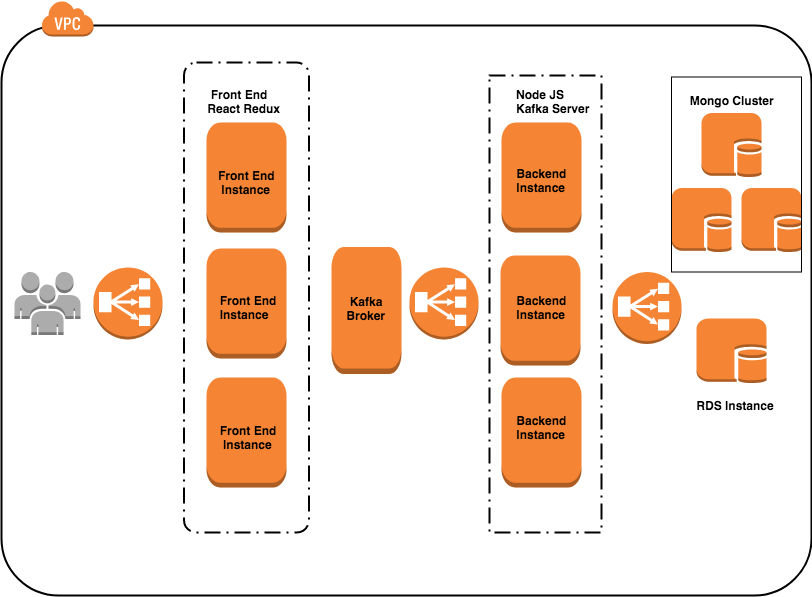 VPC
Front End
React Redux
Front End
Instance
Front End
Instance
Front End
Instance
Kafka
Broker
Node JS
Kafka Server
Backend
Instance
Backend
Instance
Backend
Instance
Mongo Cluster
RDS Instance